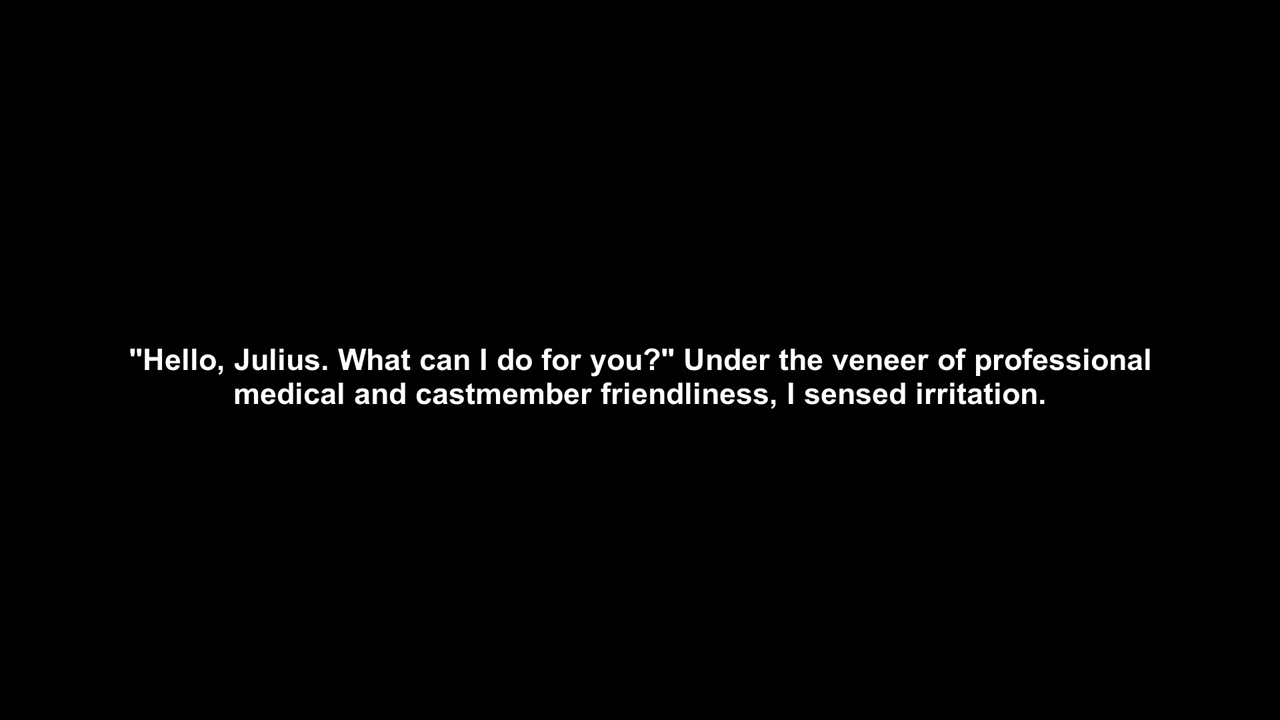 "Hello, Julius. What can I do for you?" Under the veneer of professional
medical and castmember friendliness, I sensed irritation.